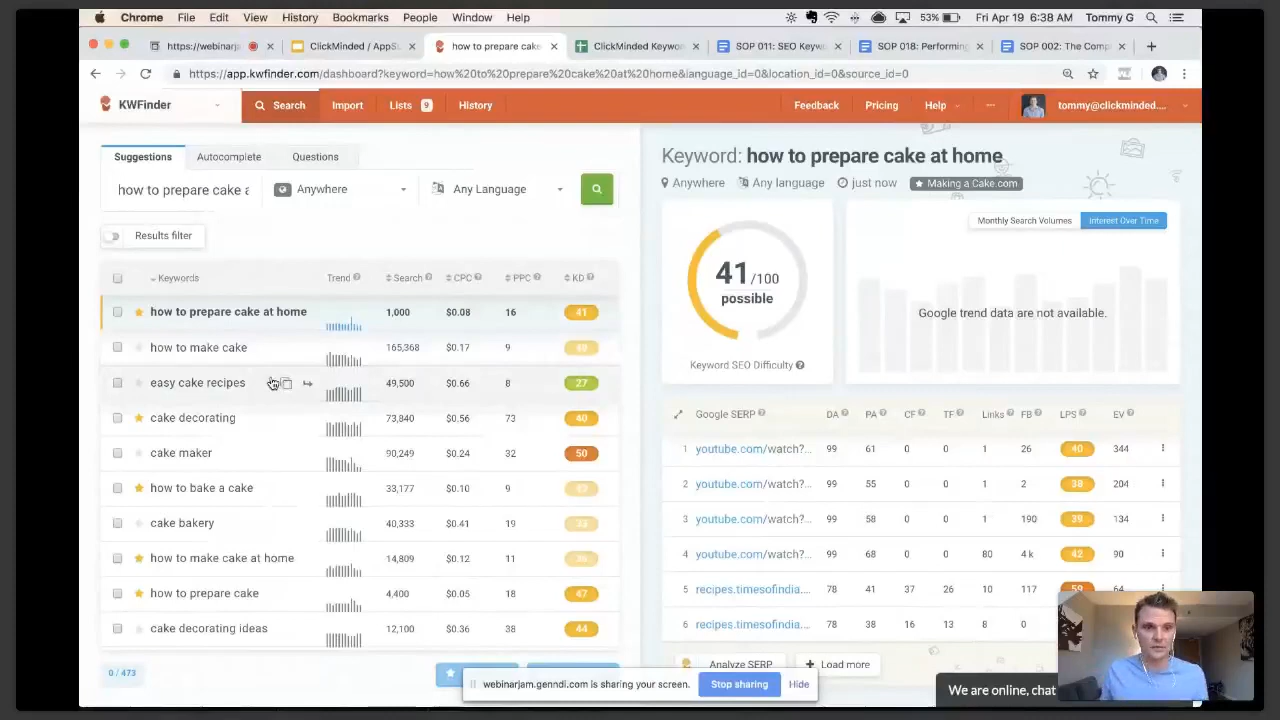 Chrome File Edit View History Bookmarks People Window Help 53% Fri Apr 19 6:38 AM Tommy G
https://webinarja ClickMinded / AppS how to prepare cake ClickMinded Keywo SOP 011: SEO Keyw SOP 018: Performing SOP 002: The Comp
https://app.kwfinder.com/dashboard?keyword=how%20to%20prepare%20cake%20at%20home&language_id=0&location_id=0&source_id=0
KWFinder Search Import Lists 9 History Feedback Pricing Help ... tommy@clickminded....
Suggestions Autocomplete Questions
how to prepare cake a Anywhere Any Language
Results filter
Keywords Trend Search CPC PPC KD
how to prepare cake at home 1,000 $0.08 16 41
how to make cake 165,368 $0.17 9
easy cake recipes 49,500 $0.66 8 27
cake decorating 73,840 $0.56 73 40
cake maker 90,249 $0.24 32 50
how to bake a cake 33,177 $0.10 9
cake bakery 40,333 $0.41 19 33
how to make cake at home 14,809 $0.12 11
how to prepare cake 4,400 $0.05 18 47
cake decorating ideas 12,100 $0.36 38 44
0 / 473
Keyword: how to prepare cake at home
Anywhere Any language just now Making a Cake.com
41 /100
possible
Keyword SEO Difficulty
Monthly Search Volumes Interest Over Time
Google trend data are not available.
Google SERP DA PA CF TF Links FB LPS EV
1 youtube.com/watch?... 99 61 0 0 1 26 40 344
2 youtube.com/watch?... 99 55 0 0 1 2 38 204
3 youtube.com/watch?... 99 58 0 0 1 190 39 134
4 youtube.com/watch?... 99 68 0 0 80 4 k 42 90
5 recipes.timesofindia.... 78 41 37 26 10 117 59 64
6 recipes.timesofindia.... 78 38 16 13 8 0
Analyze SERP + Load more
webinarjam.genndi.com is sharing your screen. Stop sharing Hide
We are online, chat